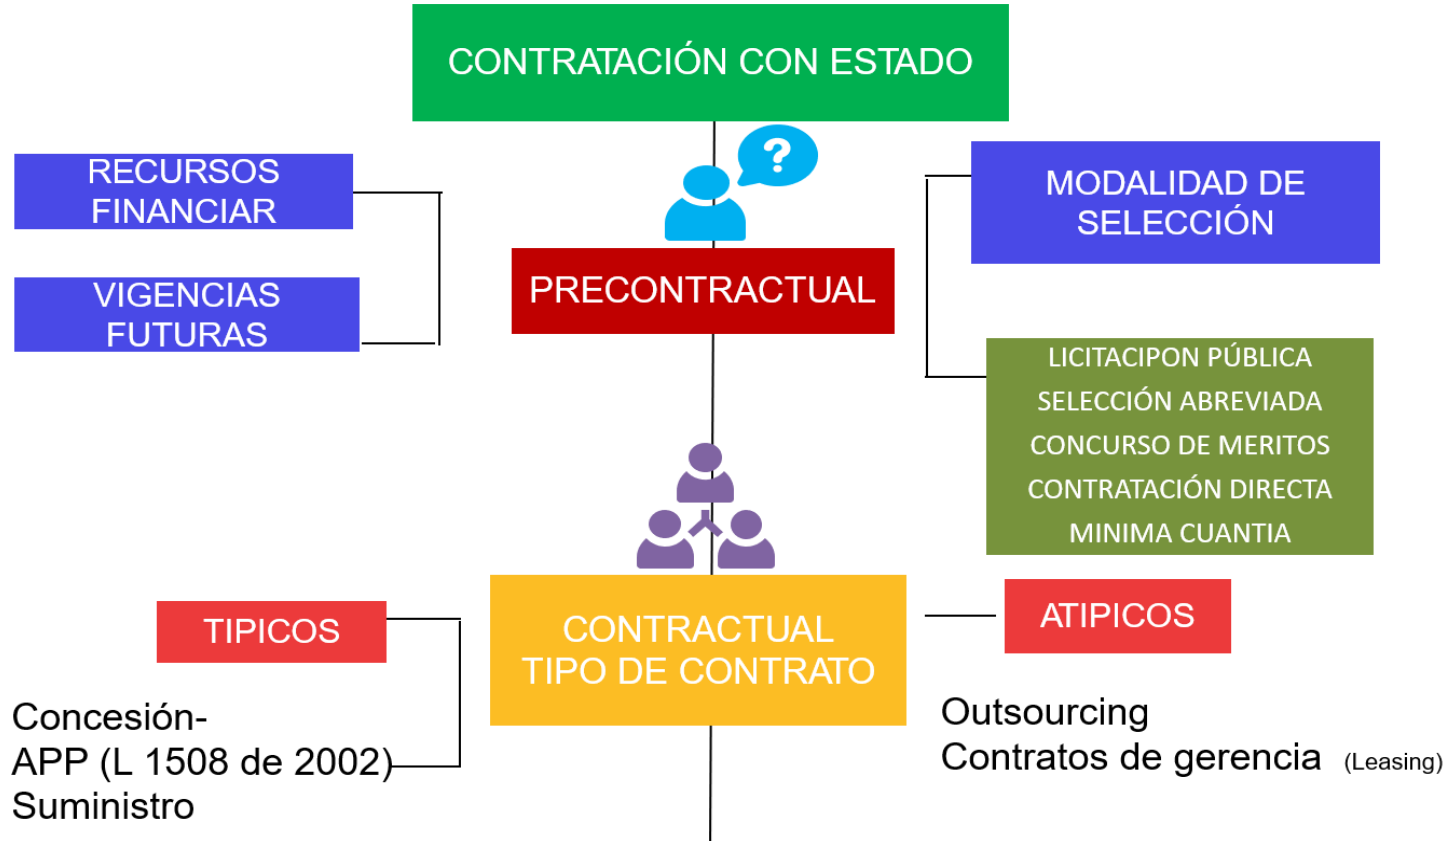 CONTRATACIÓN CON ESTADO
?
RECURSOS
FINANCIAR
VIGENCIAS
FUTURAS
PRECONTRACTUAL
MODALIDAD DE
SELECCIÓN
LICITACIPON PÚBLICA
SELECCIÓN ABREVIADA
CONCURSO DE MERITOS
CONTRATACIÓN DIRECTA
MINIMA CUANTIA
TIPICOS
Concesión-
APP (L 1508 de 2002)
Suministro
CONTRACTUAL
TIPO DE CONTRATO
ATIPICOS
Outsourcing
Contratos de gerencia (Leasing)